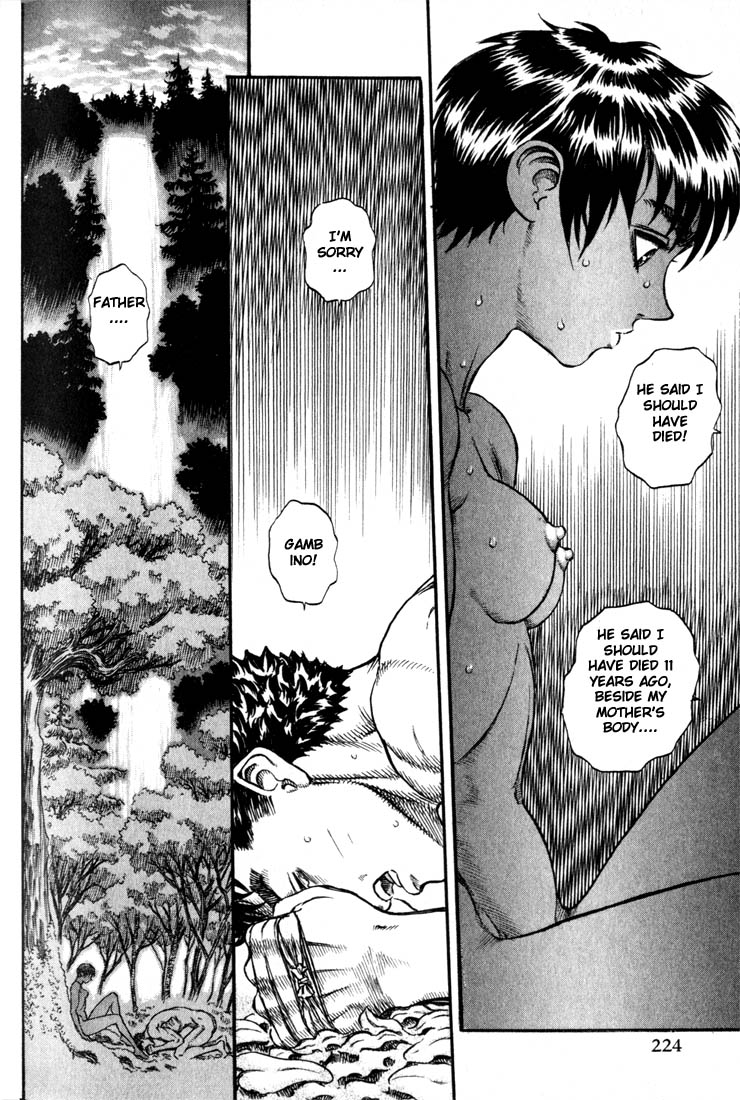 HE SAID I
SHOULD
HAVE
DIED!
HE SAID I
SHOULD
HAVE DIED 11
YEARS AGO,
BESIDE MY
MOTHER'S
BODY....
I'M
SORRY
...
GAMB
INO!
FATHER
....
224